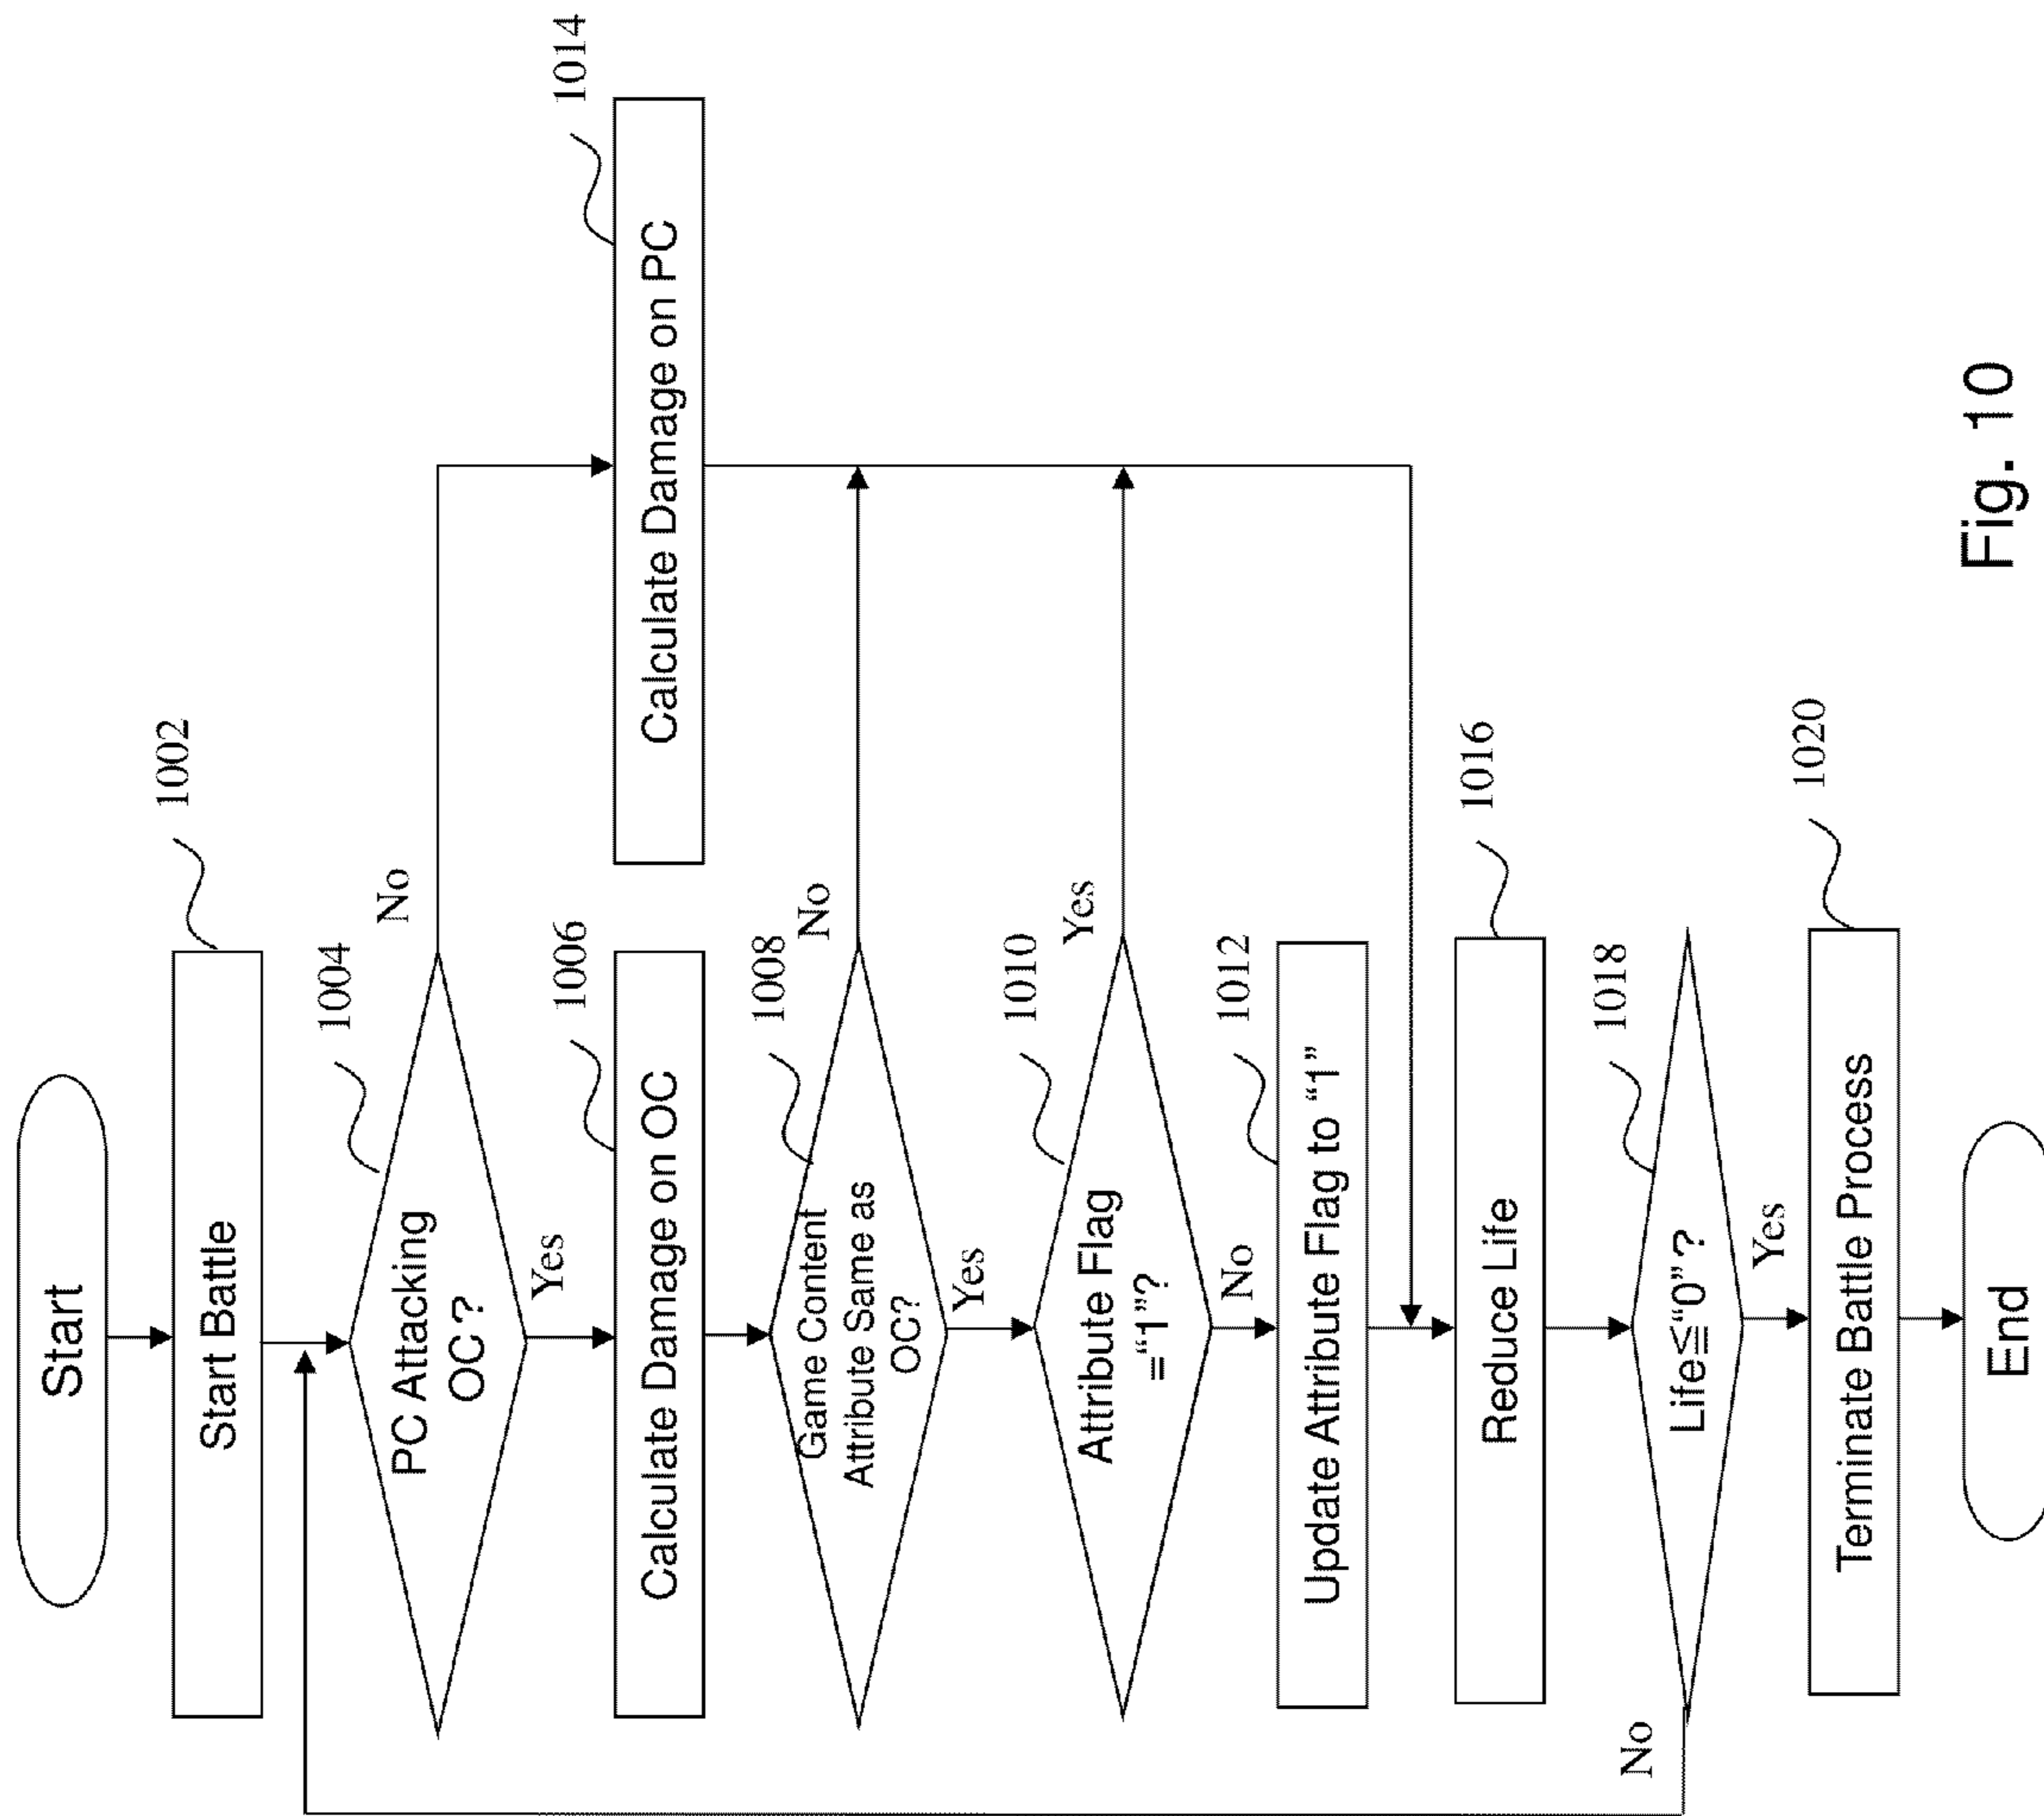 Start
Start Battle
1002
PC Attacking
OC ?
1004
No
Yes
Calculate Damage on OC
1006
Calculate Damage on PC
1014
Game Content
Attribute Same as
OC?
1008
No
Yes
Attribute Flag
=“1”?
1010
Yes
No
Update Attribute Flag to “1”
1012
Reduce Life
1016
Life≦“0” ?
1018
No
Yes
Terminate Battle Process
1020
End
Fig. 10